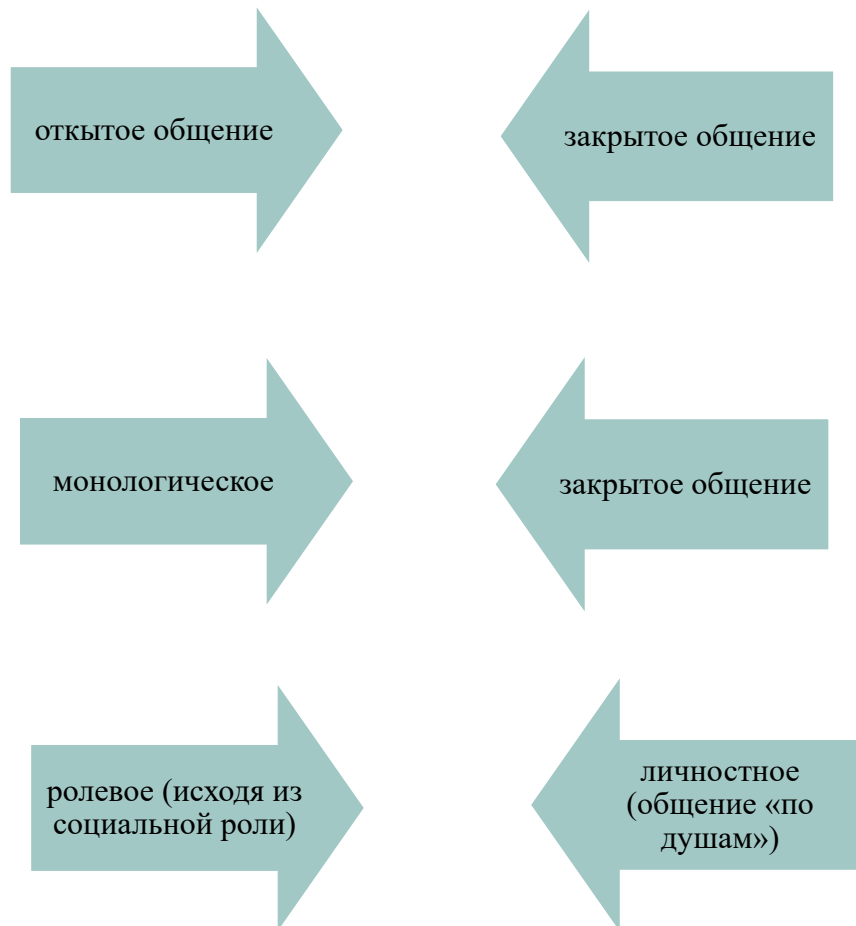 откытое общение
закрытое общение
монологическое
закрытое общение
ролевое (исходя из
социальной роли)
личностное
(общение «по
душам»)